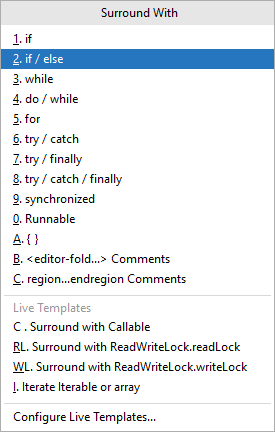 Surround With
1. if
2. if / else
3. while
4. do / while
5. for
6. try / catch
7. try / finally
8. try / catch / finally
9. synchronized
0. Runnable
A. { }
B. <editor-fold...> Comments
C. region...endregion Comments
Live Templates
C . Surround with Callable
RL. Surround with ReadWriteLock.readLock
WL. Surround with ReadWriteLock.writeLock
I. Iterate Iterable or array
Configure Live Templates...